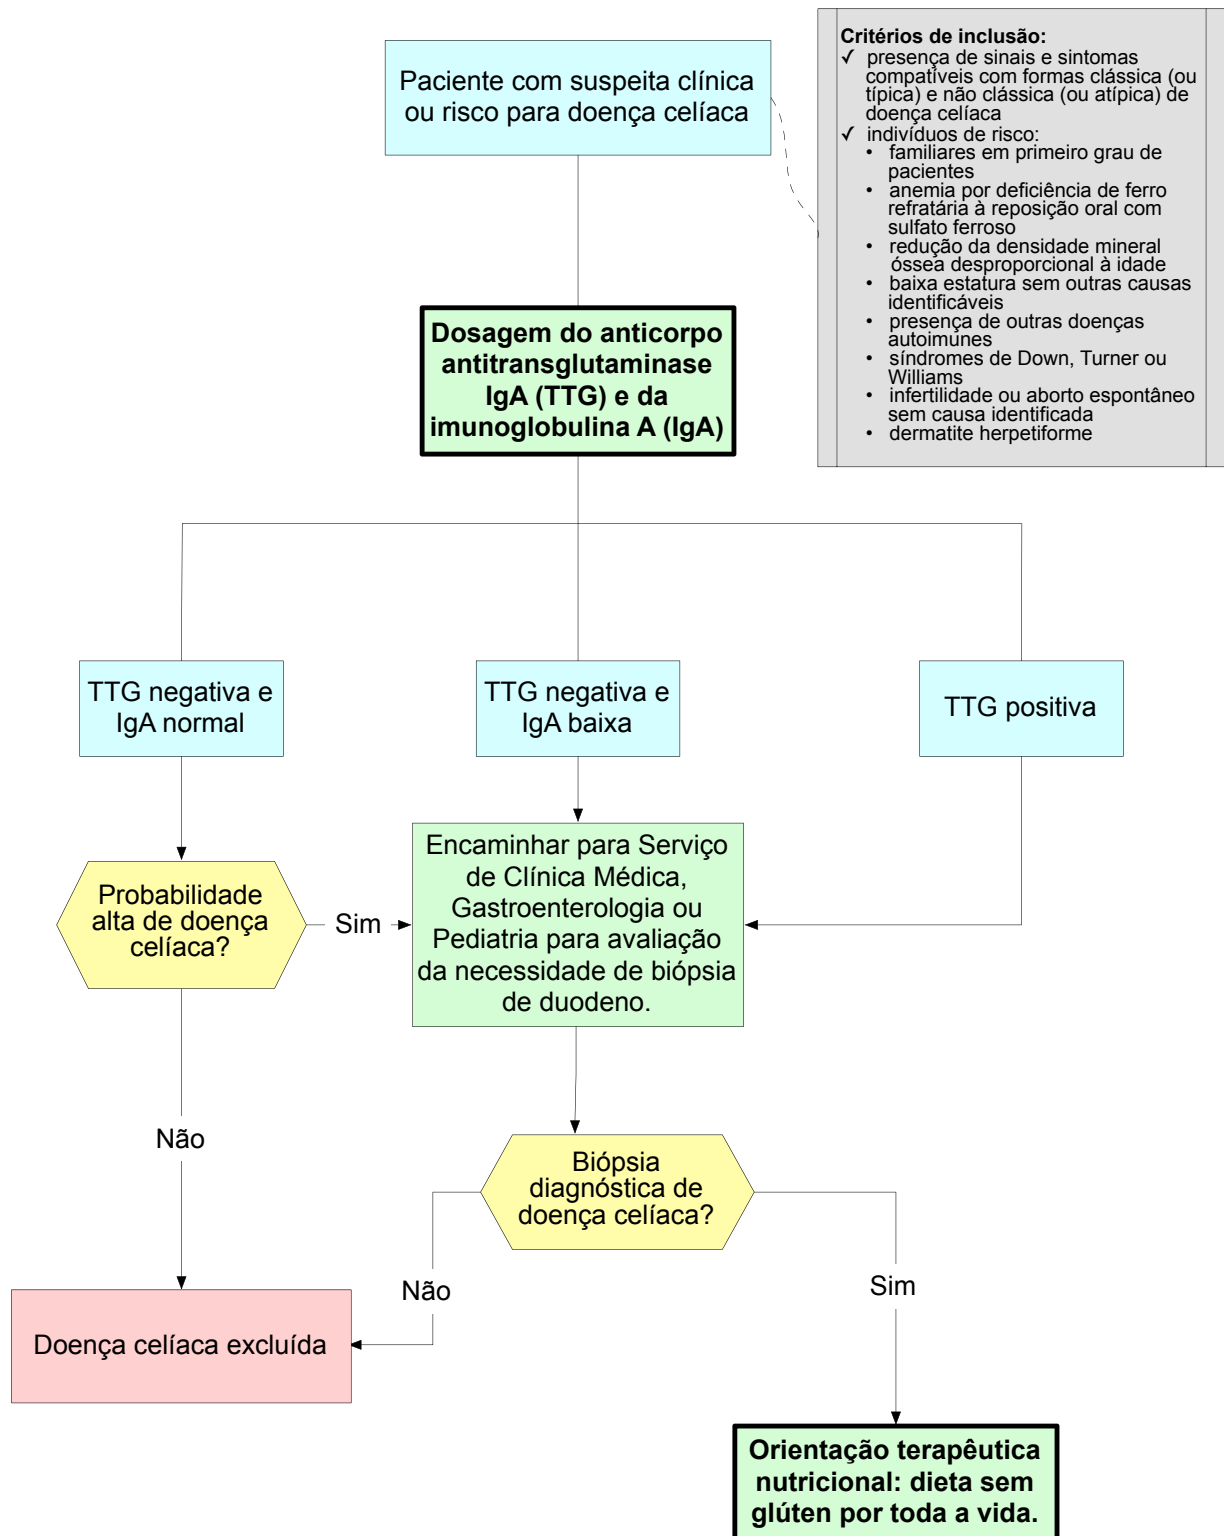 Paciente com suspeita clínica
ou risco para doença celíaca
Critérios de inclusão:
✓ presença de sinais e sintomas
compatíveis com formas clássica (ou
típica) e não clássica (ou atípica) de
doença celíaca
✓ indivíduos de risco:
• familiares em primeiro grau de
pacientes
• anemia por deficiência de ferro
refratária à reposição oral com
sulfato ferroso
• redução da densidade mineral
óssea desproporcional à idade
• baixa estatura sem outras causas
identificáveis
• presença de outras doenças
autoimunes
• síndromes de Down, Turner ou
Williams
• infertilidade ou aborto espontâneo
sem causa identificada
• dermatite herpetiforme
Dosagem do anticorpo
antitransglutaminase
IgA (TTG) e da
imunoglobulina A (IgA)
TTG negativa e
IgA normal
TTG negativa e
IgA baixa
TTG positiva
Probabilidade
alta de doença
celíaca?
Sim
Encaminhar para Serviço
de Clínica Médica,
Gastroenterologia ou
Pediatria para avaliação
da necessidade de biópsia
de duodeno.
Não
Biópsia
diagnóstica de
doença celíaca?
Não
Sim
Doença celíaca excluída
Orientação terapêutica
nutricional: dieta sem
glúten por toda a vida.